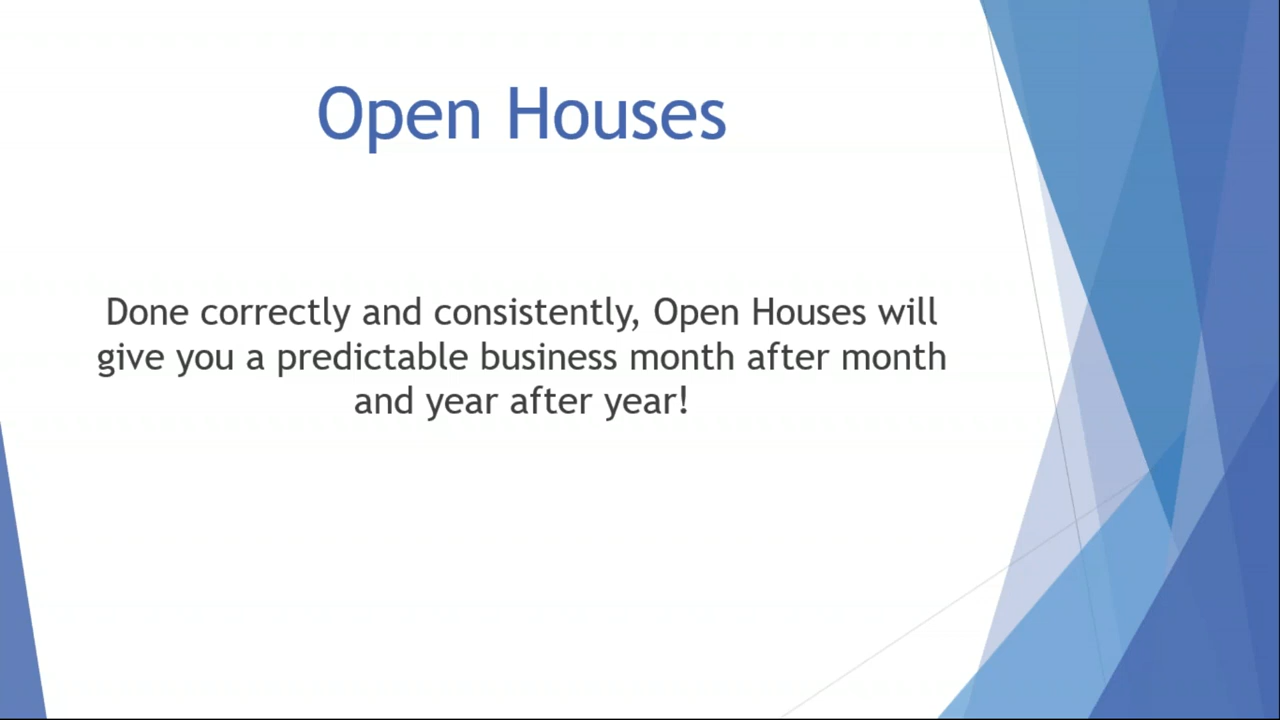 Open Houses
Done correctly and consistently, Open Houses will
give you a predictable business month after month
and year after year!